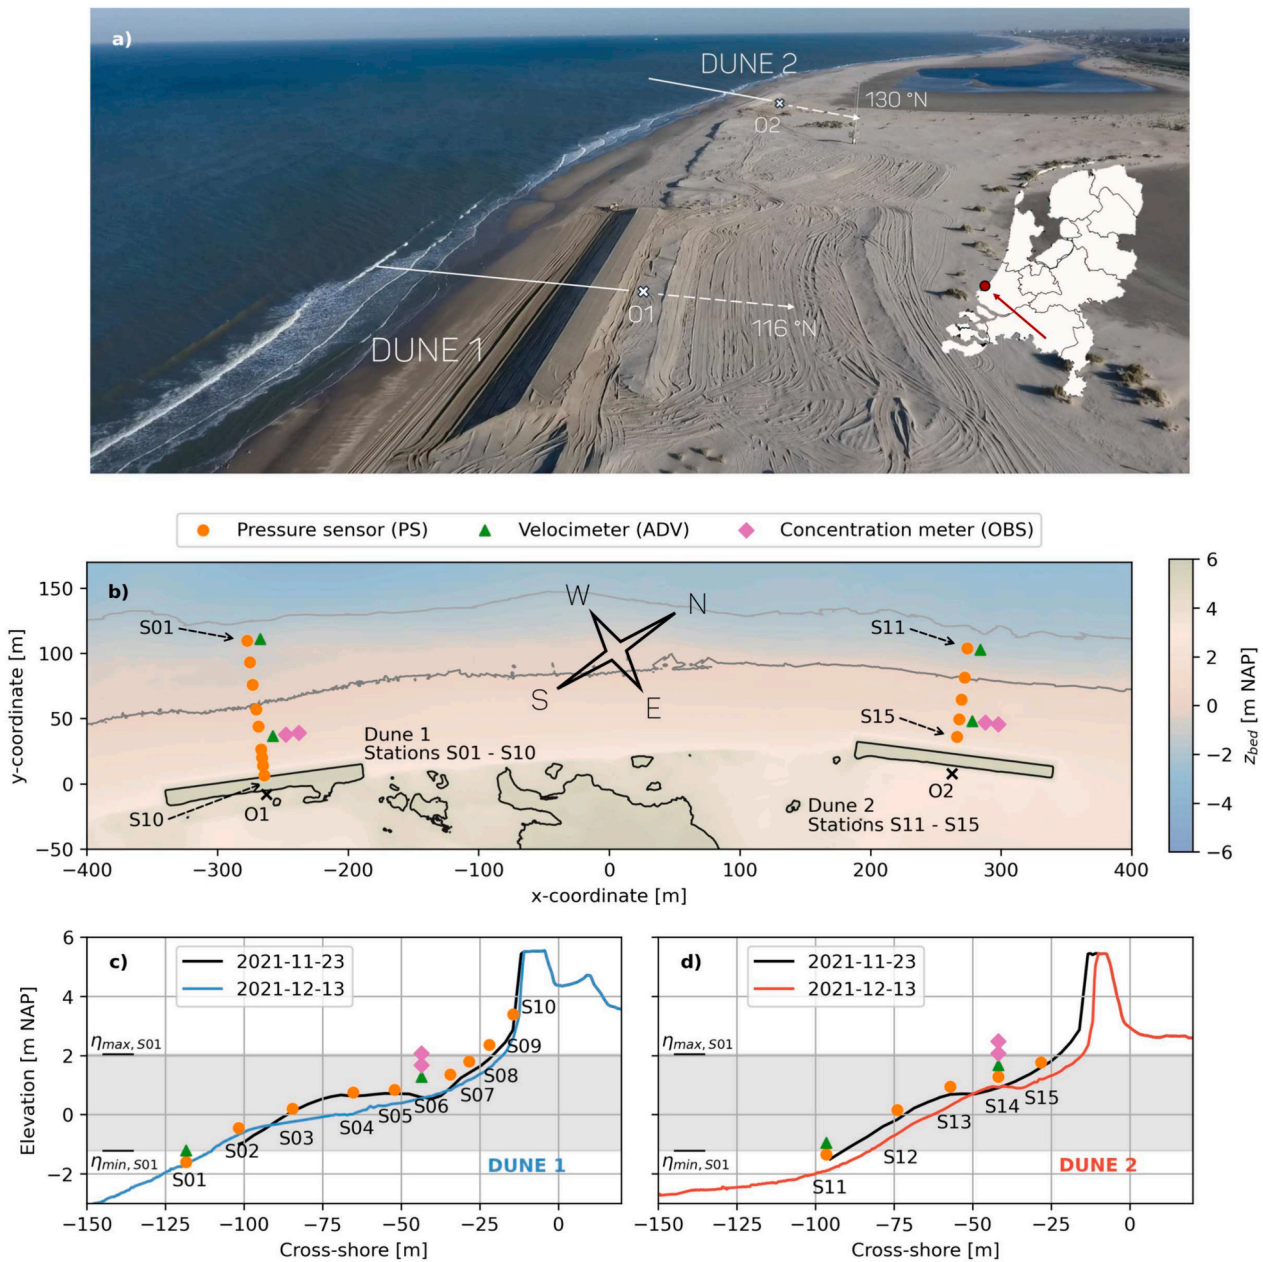 a)
DUNE 2
130 °N
O2
O1
116 °N
DUNE 1
Pressure sensor (PS) Velocimeter (ADV) Concentration meter (OBS)
b)
y-coordinate [m]
150
100
50
0
−50
S01
S10
O1
Dune 1
Stations S01 - S10
W N
S E
S11
S15
O2
Dune 2
Stations S11 - S15
−400 −300 −200 −100 0 100 200 300 400
x-coordinate [m]
6
4
2
0
−2
−4
−6
z_bed [m NAP]
c)
2021-11-23
2021-12-13
Elevation [m NAP]
6
4
2
0
−2
η_max, S01
η_min, S01
S10
S09
S08
S07
S06
S05
S04
S03
S02
S01
DUNE 1
−150 −125 −100 −75 −50 −25 0
Cross-shore [m]
d)
2021-11-23
2021-12-13
η_max, S01
η_min, S01
S15
S14
S13
S12
S11
DUNE 2
−150 −125 −100 −75 −50 −25 0
Cross-shore [m]